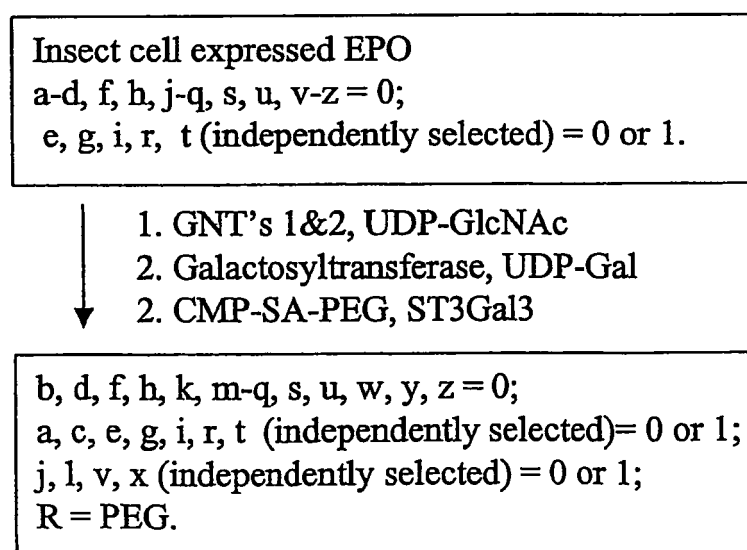 Insect cell expressed EPO
a-d, f, h, j-q, s, u, v-z = 0;
e, g, i, r, t (independently selected) = 0 or 1.
1. GNT's 1&2, UDP-GlcNAc
2. Galactosyltransferase, UDP-Gal
2. CMP-SA-PEG, ST3Gal3
b, d, f, h, k, m-q, s, u, w, y, z = 0;
a, c, e, g, i, r, t (independently selected)= 0 or 1;
j, l, v, x (independently selected) = 0 or 1;
R = PEG.